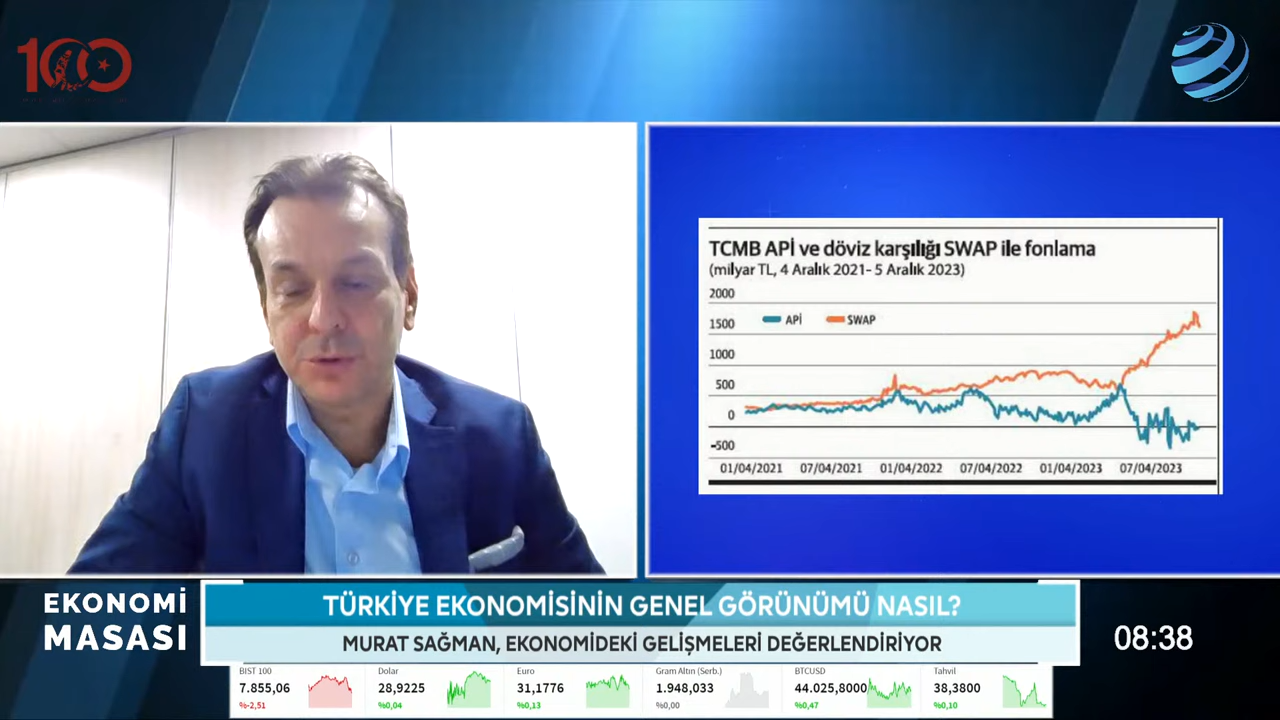 100
TCMB APİ ve döviz karşılığı SWAP ile fonlama
(milyar TL, 4 Aralık 2021- 5 Aralık 2023)
2000
APİ SWAP
1500
1000
500
0
-500
01/04/2021 07/04/2021 01/04/2022 07/04/2022 01/04/2023 07/04/2023
EKONOMİ
MASASI
TÜRKİYE EKONOMİSİNİN GENEL GÖRÜNÜMÜ NASIL?
MURAT SAĞMAN, EKONOMİDEKİ GELİŞMELERİ DEĞERLENDİRİYOR
08:38
BIST 100 Dolar Euro Gram Altın (Serb.) BTCUSD Tahvil
7.855,06 28,9225 31,1776 1.948,033 44.025,8000 38,3800
%-2,51 %0,04 %0,13 %0,00 %0,47 %0,10